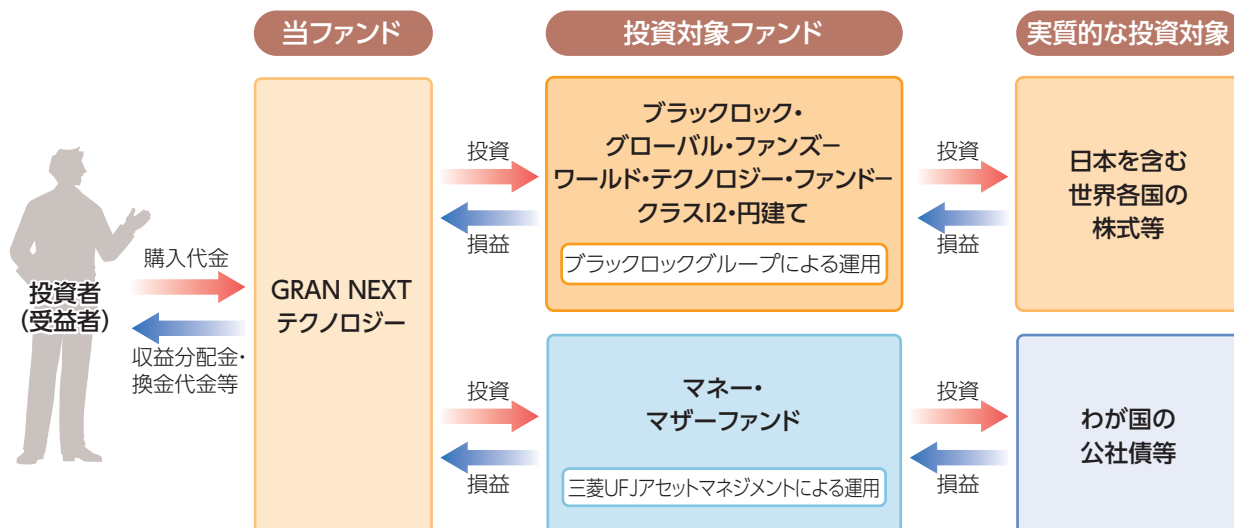 当ファンド
投資対象ファンド
実質的な投資対象
投資者
(受益者)
購入代金
収益分配金・
換金代金等
GRAN NEXT
テクノロジー
投資
損益
ブラックロック・
グローバル・ファンズー
ワールド・テクノロジー・ファンドー
クラスI2・円建て
ブラックロックグループによる運用
投資
損益
日本を含む
世界各国の
株式等
投資
損益
マネー・
マザーファンド
三菱UFJアセットマネジメントによる運用
投資
損益
わが国の
公社債等